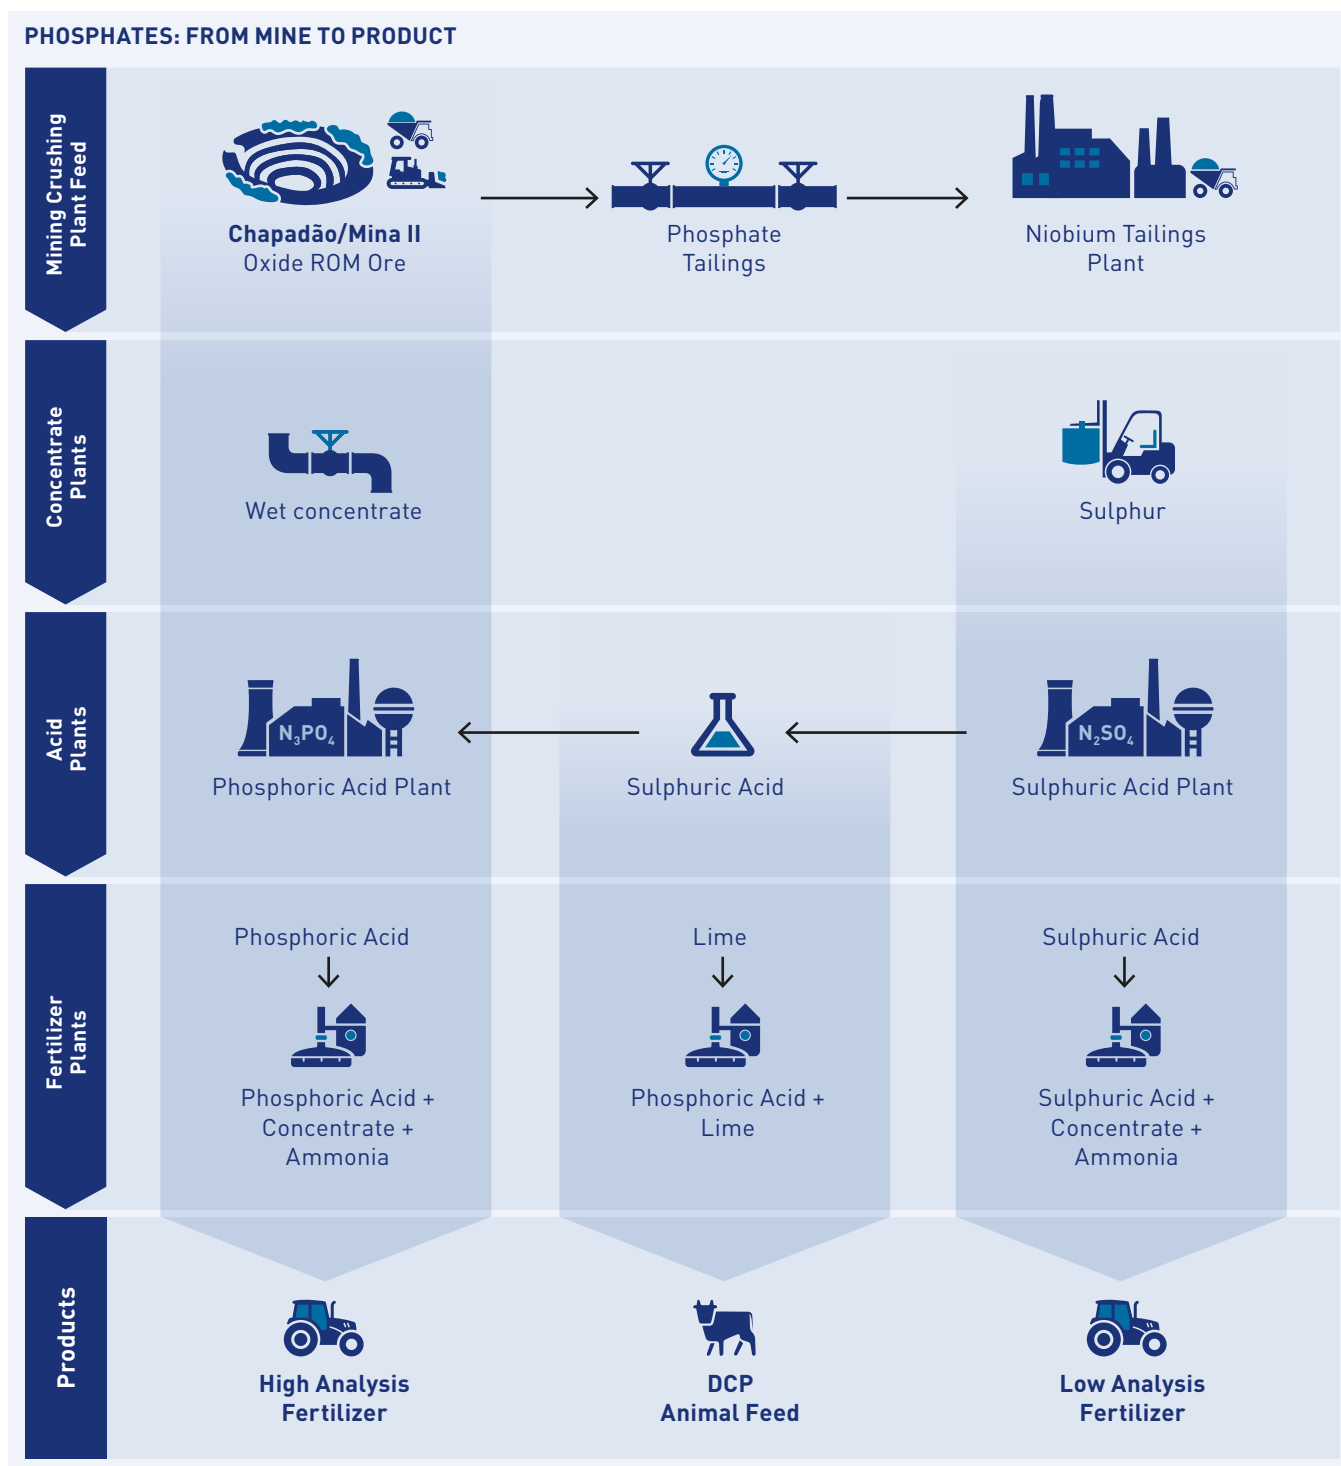 PHOSPHATES: FROM MINE TO PRODUCT
Mining Crushing
Plant Feed
Chapadão/Mina II
Oxide ROM Ore
Phosphate
Tailings
Niobium Tailings
Plant
Concentrate
Plants
Wet concentrate
Sulphur
Acid
Plants
N₃PO₄
Phosphoric Acid Plant
Sulphuric Acid
N₂SO₄
Sulphuric Acid Plant
Fertilizer
Plants
Phosphoric Acid
Phosphoric Acid +
Concentrate +
Ammonia
Lime
Phosphoric Acid +
Lime
Sulphuric Acid
Sulphuric Acid +
Concentrate +
Ammonia
Products
High Analysis
Fertilizer
DCP
Animal Feed
Low Analysis
Fertilizer